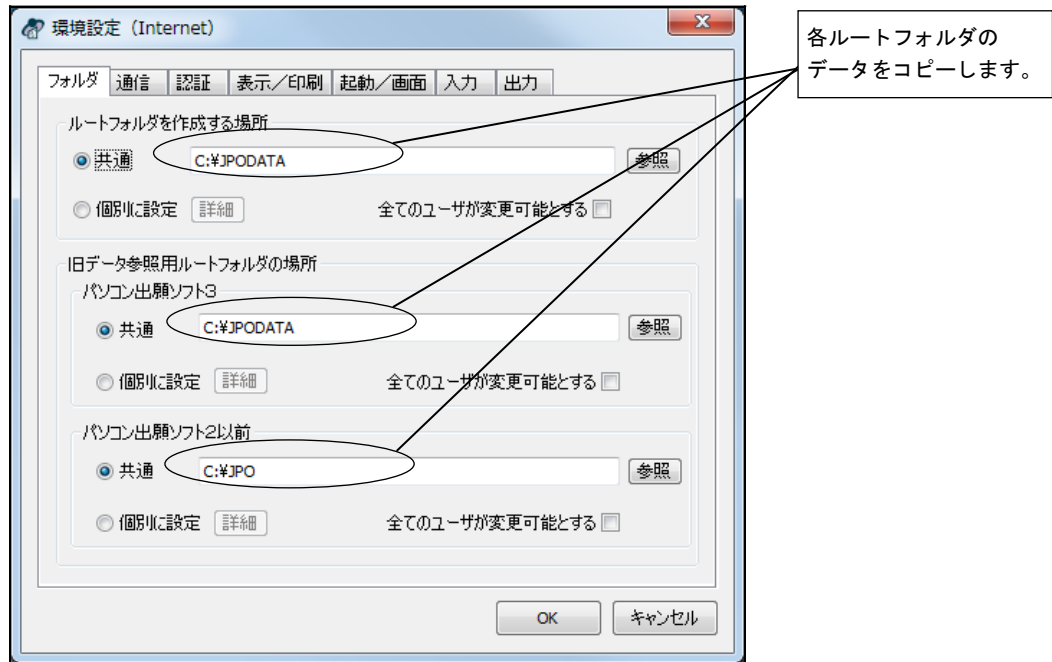 環境設定（Internet）
各ルートフォルダの
データをコピーします。
フォルダ 通信 認証 表示／印刷 起動／画面 入力 出力
ルートフォルダを作成する場所
共通 C:¥JPODATA 参照
個別に設定 詳細 全てのユーザが変更可能とする
旧データ参照用ルートフォルダの場所
パソコン出願ソフト3
共通 C:¥JPODATA 参照
個別に設定 詳細 全てのユーザが変更可能とする
パソコン出願ソフト2以前
共通 C:¥JPO 参照
個別に設定 詳細 全てのユーザが変更可能とする
OK キャンセル